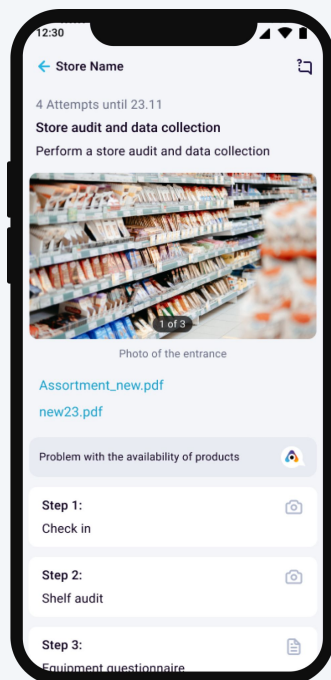 12:30
Store Name
4 Attempts until 23.11
Store audit and data collection
Perform a store audit and data collection
1 of 3
Photo of the entrance
Assortment_new.pdf
new23.pdf
Problem with the availability of products
Step 1:
Check in
Step 2:
Shelf audit
Step 3:
Equipment questionnaire